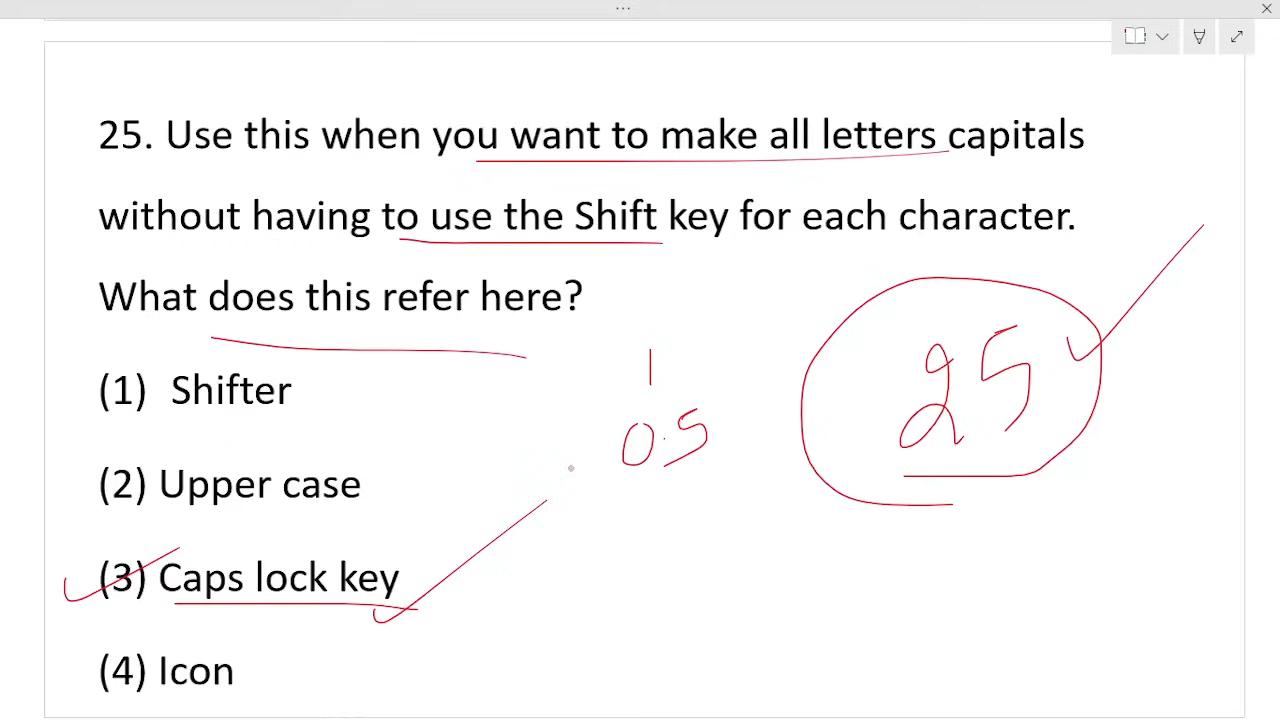 25. Use this when you want to make all letters capitals
without having to use the Shift key for each character.
What does this refer here?
(1) Shifter
(2) Upper case
(3) Caps lock key
(4) Icon
1
0.5
25